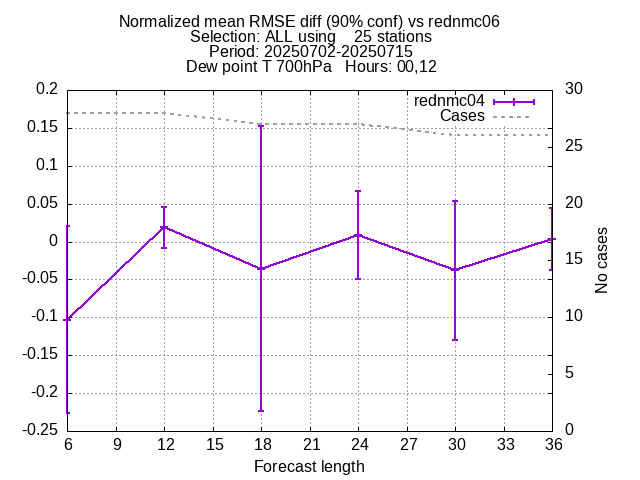 Normalized mean RMSE diff (90% conf) vs rednmc06
Selection: ALL using    25 stations
Period: 20250702-20250715
Dew point T 700hPa   Hours: 00,12
rednmc04
Cases
0.2
0.15
0.1
0.05
0
-0.05
-0.1
-0.15
-0.2
-0.25
30
25
20
15
10
5
0
No cases
6 9 12 15 18 21 24 27 30 33 36
Forecast length